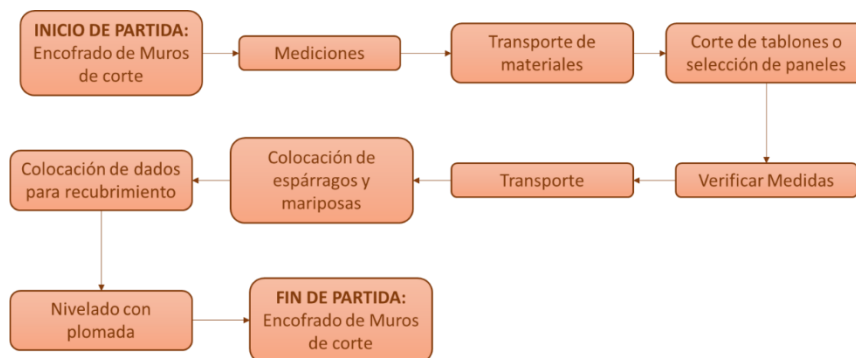 INICIO DE PARTIDA:
Encofrado de Muros
de corte
Mediciones
Transporte de
materiales
Corte de tablones o
selección de paneles
Verificar Medidas
Transporte
Colocación de
espárragos y
mariposas
Colocación de dados
para recubrimiento
Nivelado con
plomada
FIN DE PARTIDA:
Encofrado de Muros
de corte